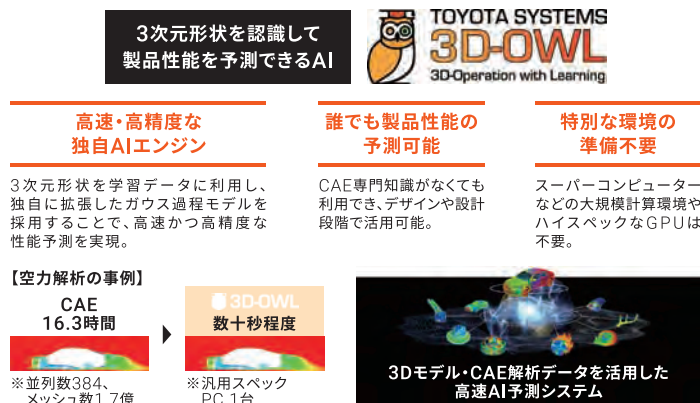 3次元形状を認識して
製品性能を予測できるAI
TOYOTA SYSTEMS
3D-OWL
3D-Operation with Learning
高速・高精度な
独自AIエンジン
3次元形状を学習データに利用し、
独自に拡張したガウス過程モデルを
採用することで、高速かつ高精度な
性能予測を実現。
誰でも製品性能の
予測可能
CAE専門知識がなくても
利用でき、デザインや設計
段階で活用可能。
特別な環境の
準備不要
スーパーコンピューター
などの大規模計算環境や
ハイスペックなGPUは
不要。
【空力解析の事例】
CAE
16.3時間
※並列数384、
メッシュ数1.7億
3D-OWL
数十秒程度
※汎用スペック
PC 1台
3Dモデル・CAE解析データを活用した
高速AI予測システム